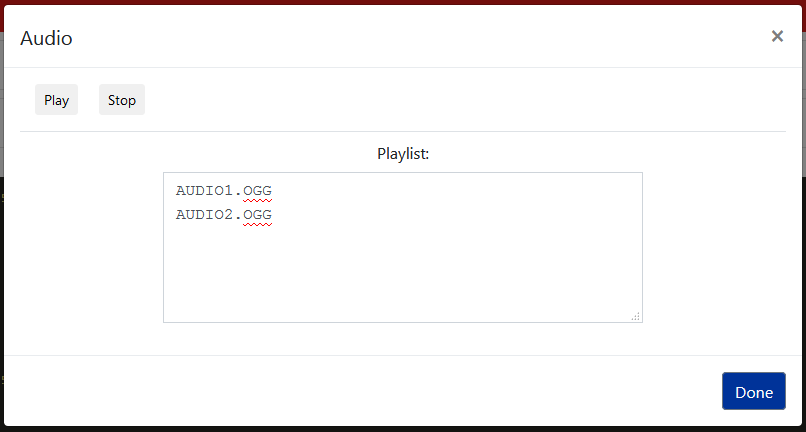 Audio
×
Play Stop
Playlist:
AUDIO1.OGG
AUDIO2.OGG
Done